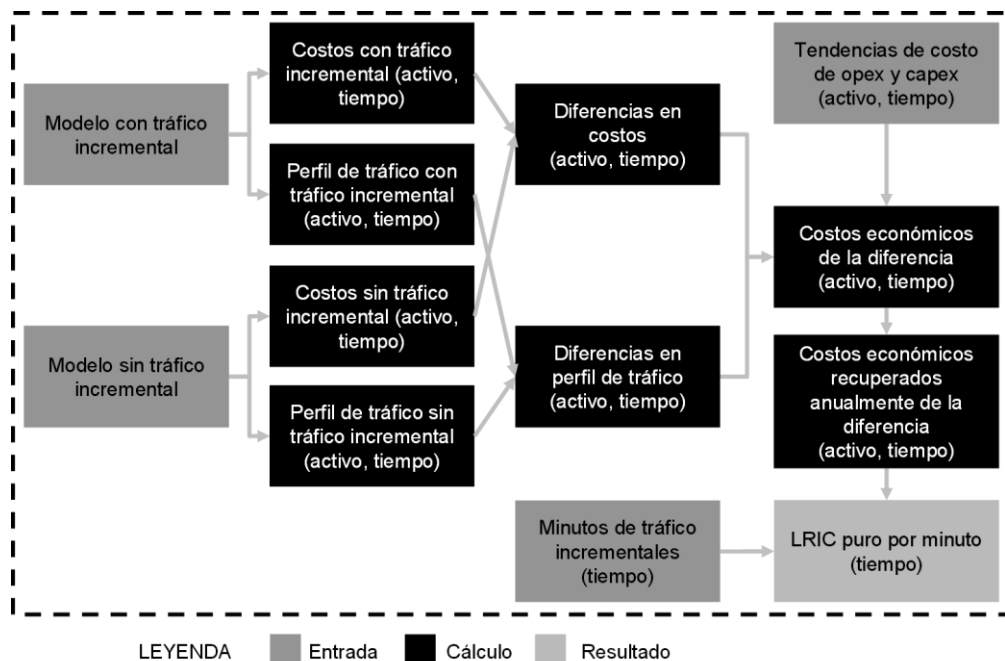 Modelo con tráfico
incremental
Modelo sin tráfico
incremental
Costos con tráfico
incremental (activo,
tiempo)
Perfil de tráfico con
tráfico incremental
(activo, tiempo)
Costos sin tráfico
incremental (activo,
tiempo)
Perfil de tráfico sin
tráfico incremental
(activo, tiempo)
Diferencias en
costos
(activo, tiempo)
Diferencias en
perfil de tráfico
(activo, tiempo)
Minutos de tráfico
incrementales
(tiempo)
Tendencias de costo
de opex y capex
(activo, tiempo)
Costos económicos
de la diferencia
(activo, tiempo)
Costos económicos
recuperados
anualmente de la
diferencia
(activo, tiempo)
LRIC puro por minuto
(tiempo)
LEYENDA
Entrada
Cálculo
Resultado